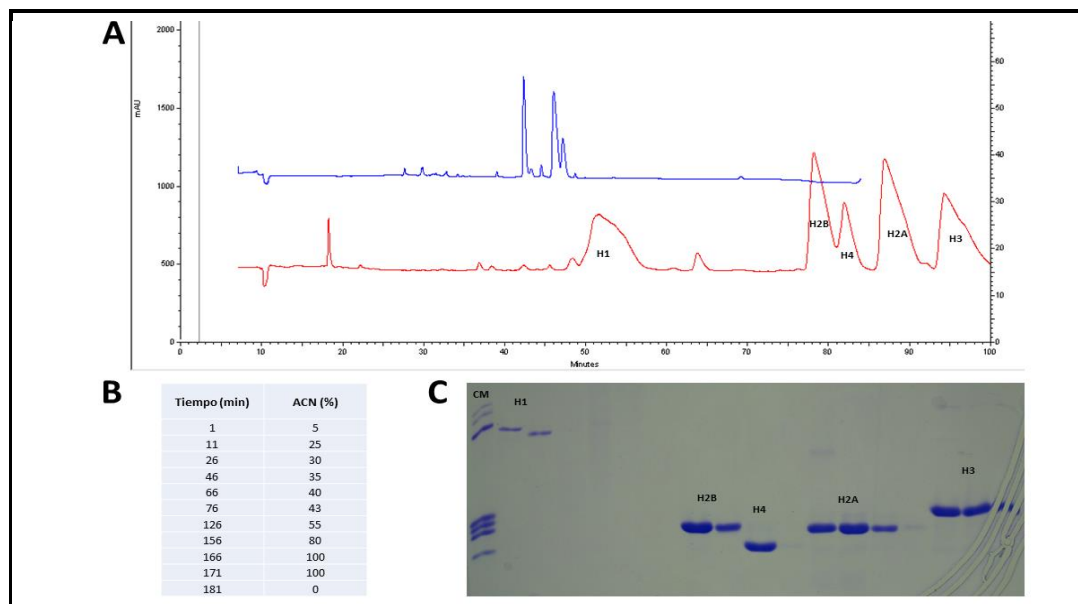 A
2000
1500
1000
500
0
mAU
60
50
40
30
20
10
0
H1
H2B
H4
H2A
H3
0 10 20 30 40 50 60 70 80 90 100
Minutes
B
Tiempo (min) ACN (%)
1 5
11 25
26 30
46 35
66 40
76 43
126 55
156 80
166 100
171 100
181 0
C
CM H1
H2B H4 H2A H3